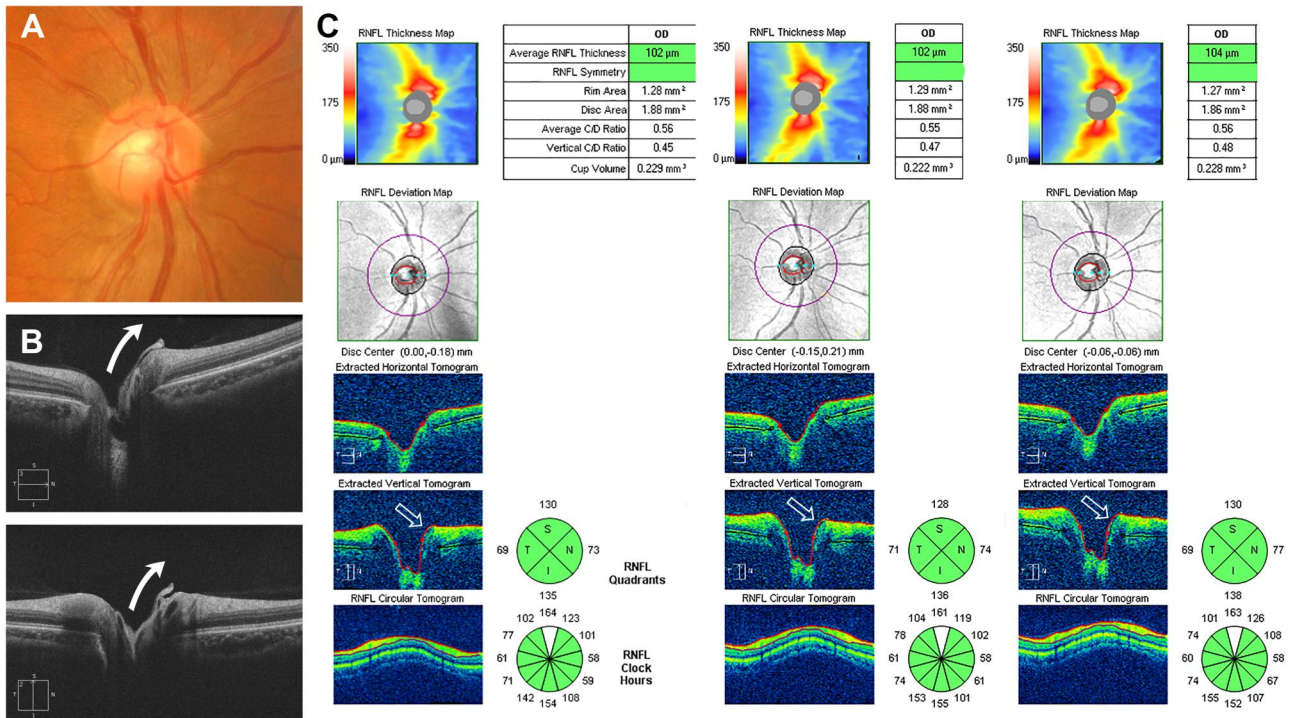 A
B
2
S
T
N
I
2
S
T
N
I
C
RNFL Thickness Map
350
175
0 µm
OD
Average RNFL Thickness 102 µm
RNFL Symmetry
Rim Area 1.28 mm²
Disc Area 1.88 mm²
Average C/D Ratio 0.56
Vertical C/D Ratio 0.45
Cup Volume 0.229 mm³
RNFL Deviation Map
Disc Center (0.00,-0.18) mm
Extracted Horizontal Tomogram
T N
Extracted Vertical Tomogram
T N
130
S
69 T N 73
I
135
RNFL
Quadrants
RNFL Circular Tomogram
164
102 123
77 101
61 58
71 59
142 108
154
RNFL
Clock
Hours
RNFL Thickness Map
350
175
0 µm
OD
102 µm
1.29 mm²
1.88 mm²
0.55
0.47
0.222 mm³
RNFL Deviation Map
Disc Center (-0.15,0.21) mm
Extracted Horizontal Tomogram
T N
Extracted Vertical Tomogram
T N
128
S
71 T N 74
I
136
RNFL Circular Tomogram
161
104 119
78 102
61 58
74 61
153 101
155
RNFL Thickness Map
350
175
0 µm
OD
104 µm
1.27 mm²
1.86 mm²
0.56
0.48
0.228 mm³
RNFL Deviation Map
Disc Center (-0.06,-0.06) mm
Extracted Horizontal Tomogram
T N
Extracted Vertical Tomogram
T N
130
S
69 T N 77
I
138
RNFL Circular Tomogram
163
101 126
74 108
60 58
74 67
155 107
152